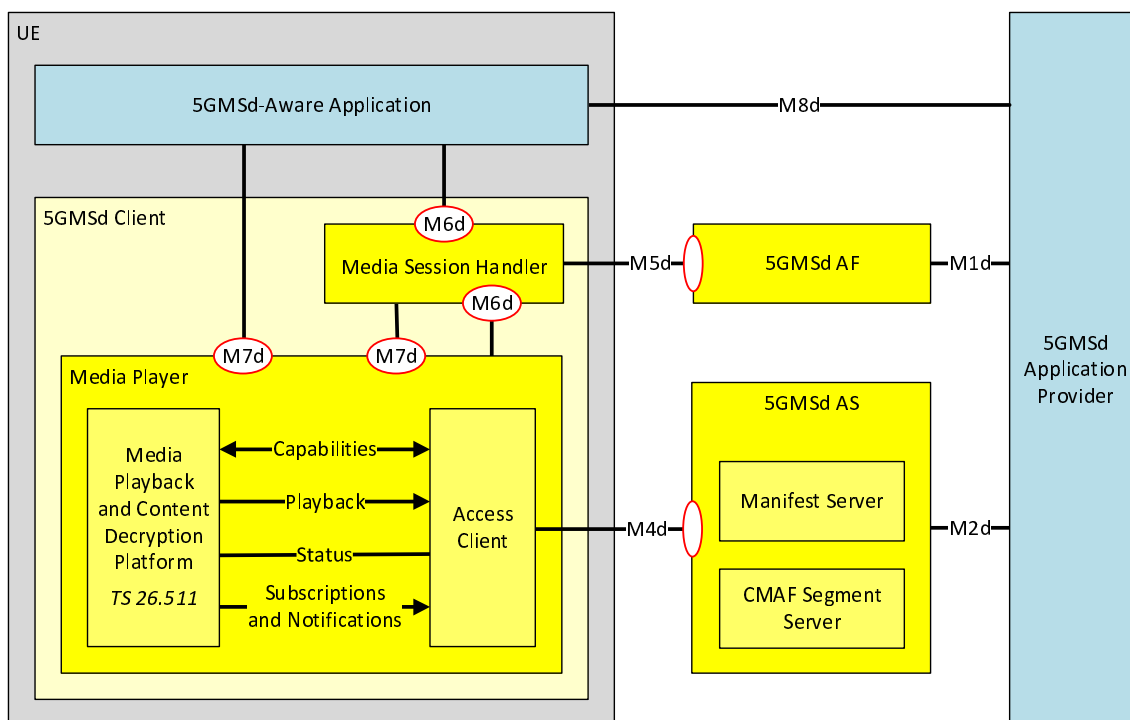 UE
5GMSd-Aware Application
M8d
5GMSd Client
M6d
Media Session Handler
M5d
5GMSd AF
M1d
M6d
M7d
M7d
5GMSd
Application
Provider
Media Player
5GMSd AS
Media
Playback
and Content
Decryption
Platform
TS 26.511
Capabilities
Playback
Status
Subscriptions
and Notifications
Access
Client
M4d
Manifest Server
M2d
CMAF Segment
Server